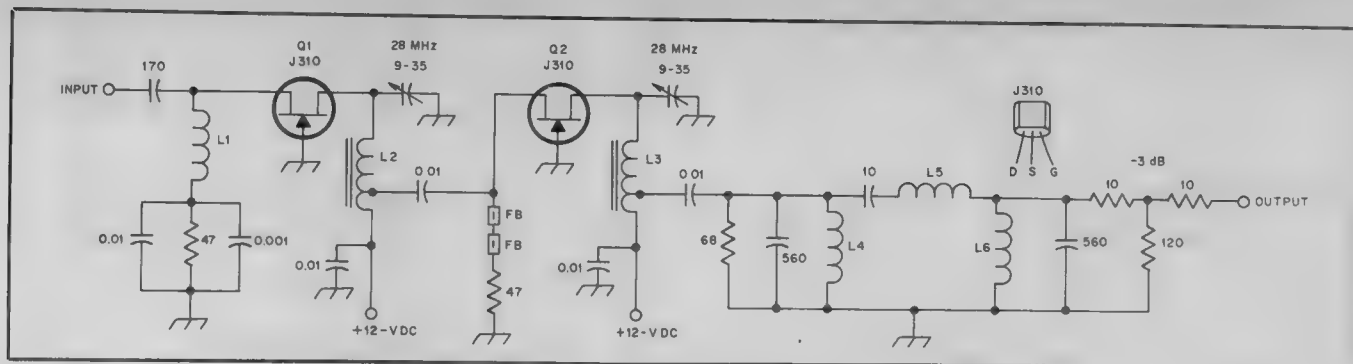 INPUT
170
L1
0.01
47
0.001
Q1
J310
28 MHz
9-35
L2
0.01
0.01
+12-VDC
Q2
J310
FB
FB
47
28 MHz
9-35
L3
0.01
0.01
+12-VDC
68
560
L4
10
L5
L6
J310
D S G
560
-3 dB
10
10
120
OUTPUT